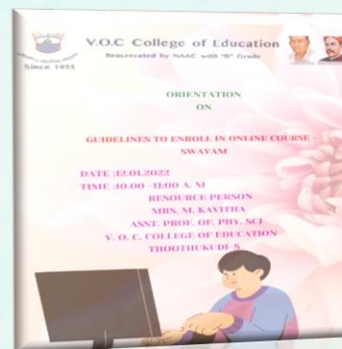 V.O.C College of Education
Reaccreated by NAAC with "B" Grade
Since 1955
ORIENTATION
ON
GUIDELINES TO ENROLL IN ONLINE COURSE -
SWAYAM
DATE :12.01.2022
TIME :10.00 -11:00 A. M
RESOURCE PERSON
MRS. M. KAVITHA
ASNT. PROF. OF. PHY. SCI
V. O. C. COLLEGE OF EDUCATION
THOOTHUKUDI-8